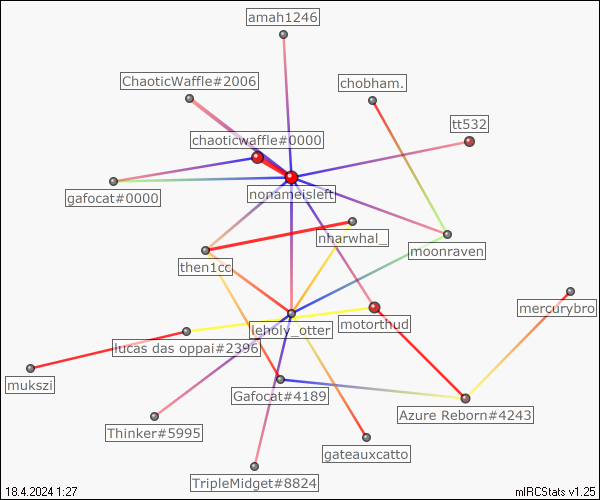 amah1246
ChaoticWaffle#2006
chobham.
tt532
chaoticwaffle#0000
gafocat#0000
nonameisleft
nharwhal_
moonraven
then1cc
mercurybro
leholy_otter
motorthud
lucas das oppai#2396
mukszi
Gafocat#4189
Azure Reborn#4243
Thinker#5995
gateauxcatto
TripleMidget#8824
18.4.2024 1:27
mIRCStats v1.25